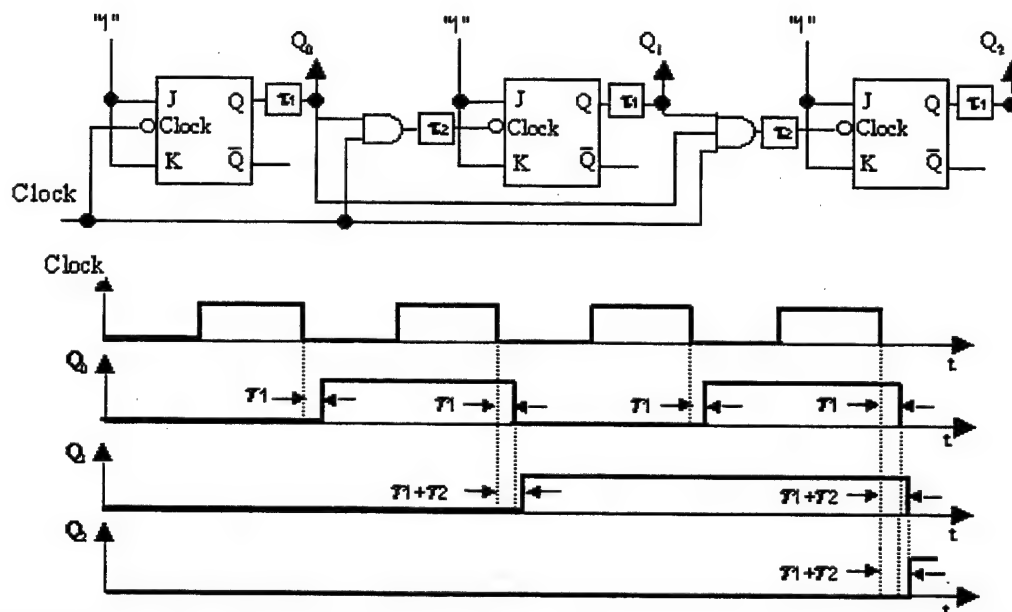 "1" "1" "1"
Q0 Q1 Q2
J Q τ1 J Q τ1 J Q τ1
Clock τ2 Clock τ2 Clock
K Q̅ K Q̅ K Q̅
Clock
Clock
t
Q0
τ1 τ1 τ1 τ1
t
Q1
τ1+τ2 τ1+τ2
t
Q2
τ1+τ2
t